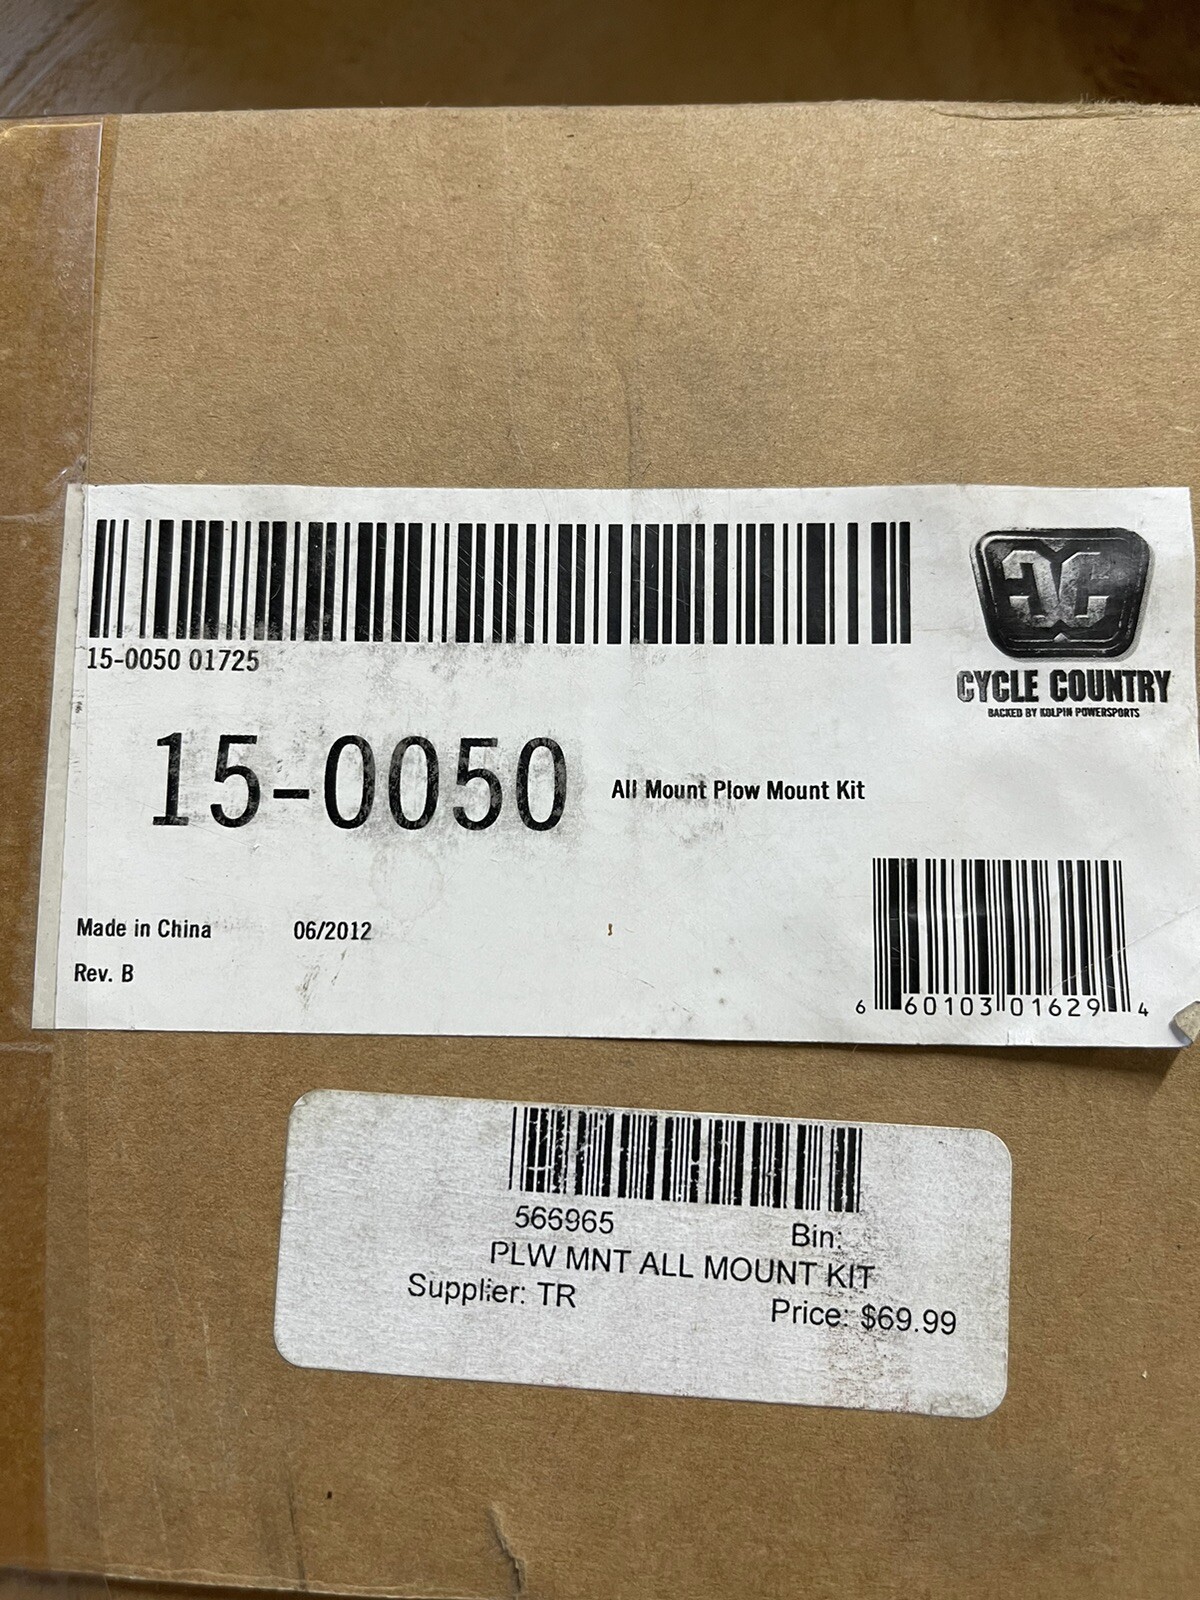 15-0050 01725
CYCLE COUNTRY
BACKED BY KOLPIN POWERSPORTS
15-0050
All Mount Plow Mount Kit
Made in China 06/2012
Rev. B
6 60103 01629 4
566965 Bin:
PLW MNT ALL MOUNT KIT
Supplier: TR Price: $69.99